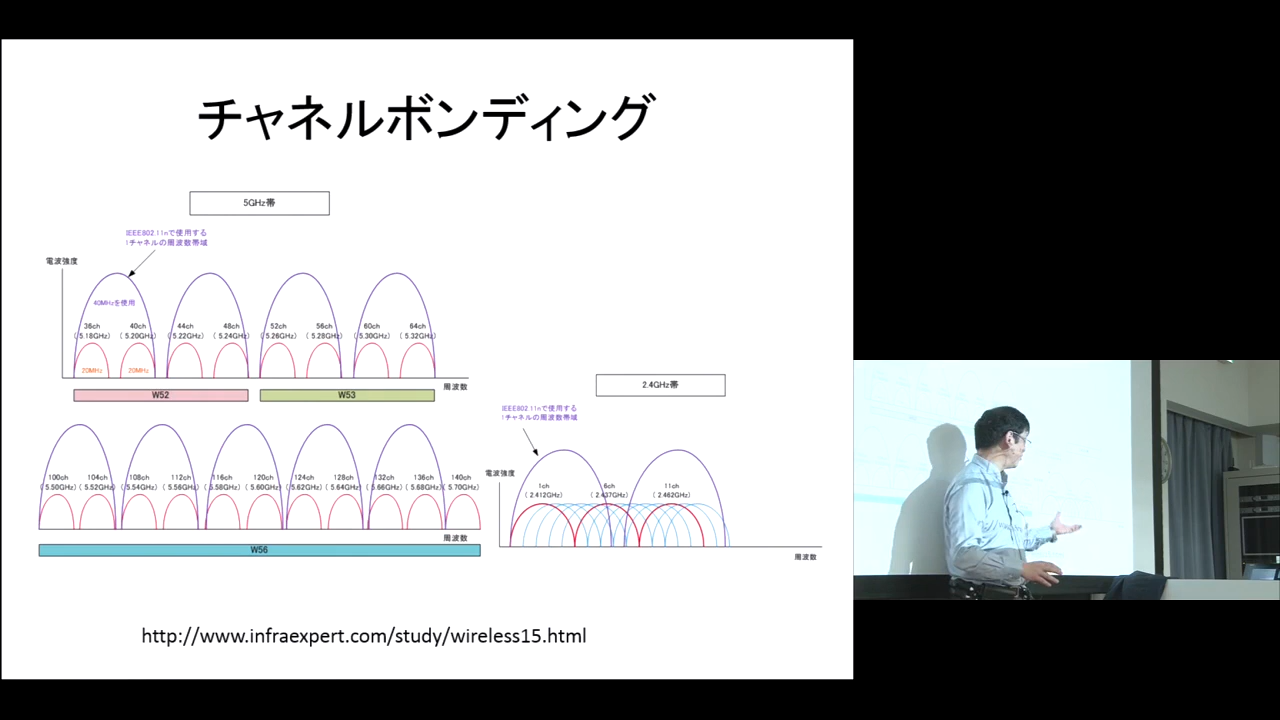 チャネルボンディング
5GHz帯
IEEE802.11nで使用する
1チャネルの周波数帯域
電波強度
40MHzを使用
36ch 40ch 44ch 48ch 52ch 56ch 60ch 64ch
( 5.18GHz) ( 5.20GHz) ( 5.22GHz) ( 5.24GHz) ( 5.26GHz) ( 5.28GHz) ( 5.30GHz) ( 5.32GHz)
20MHz 20MHz
周波数
W52 W53
100ch 104ch 108ch 112ch 116ch 120ch 124ch 128ch 132ch 136ch 140ch
( 5.50GHz) ( 5.52GHz) ( 5.54GHz) ( 5.56GHz) ( 5.58GHz) ( 5.60GHz) ( 5.62GHz) ( 5.64GHz) ( 5.66GHz) ( 5.68GHz) ( 5.70GHz)
周波数
W56
2.4GHz帯
IEEE802.11nで使用する
1チャネルの周波数帯域
電波強度
1ch 6ch 11ch
( 2.412GHz) ( 2.437GHz) ( 2.462GHz)
周波数
http://www.infraexpert.com/study/wireless15.html